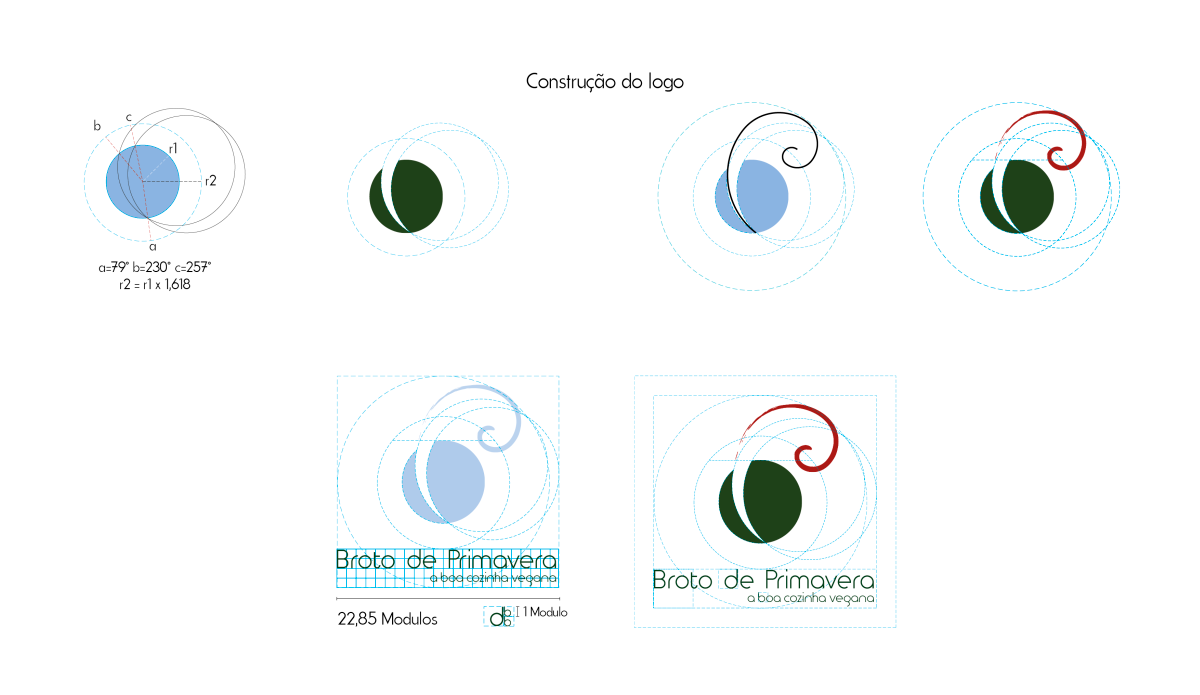 Construção do logo
b
c
r1
r2
a
a=79° b=230° c=257°
r2 = r1 x 1,618
Broto de Primavera
a boa cozinha vegana
22,85 Modulos
d b b 1 Modulo
Broto de Primavera
a boa cozinha vegana